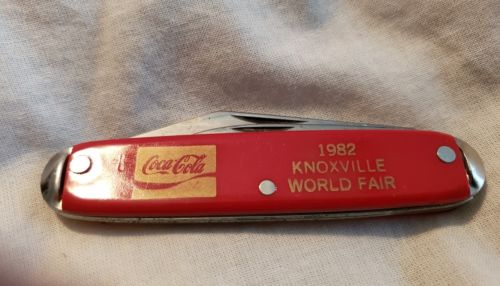 Coca-Cola
1982
KNOXVILLE
WORLD FAIR